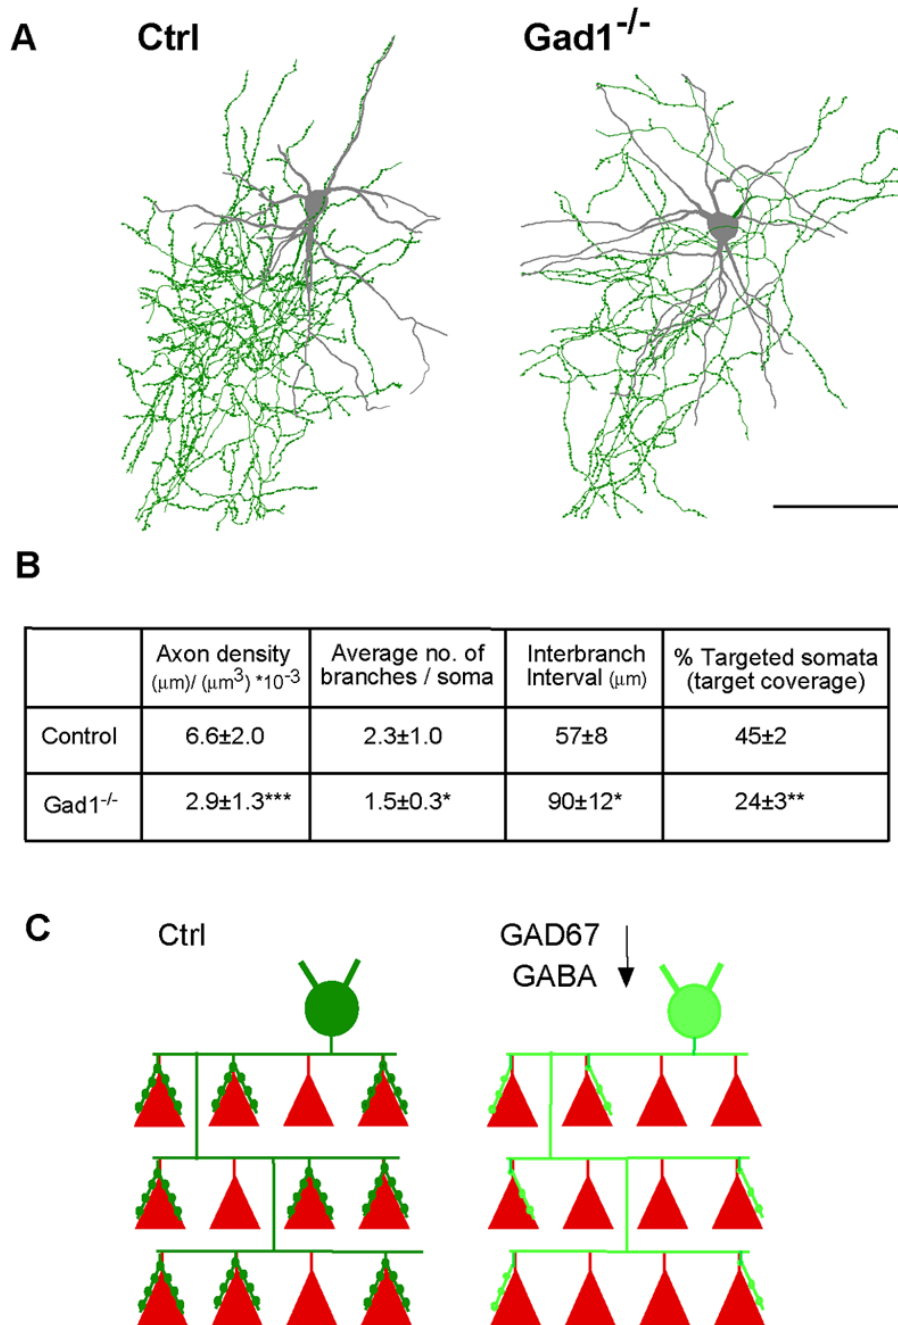 A
Ctrl
Gad1-/-
B
Axon density
(μm)/ (μm3) *10-3
Average no. of
branches / soma
Interbranch
Interval (μm)
% Targeted somata
(target coverage)
Control
6.6±2.0
2.3±1.0
57±8
45±2
Gad1-/-
2.9±1.3***
1.5±0.3*
90±12*
24±3**
C
Ctrl
GAD67
GABA